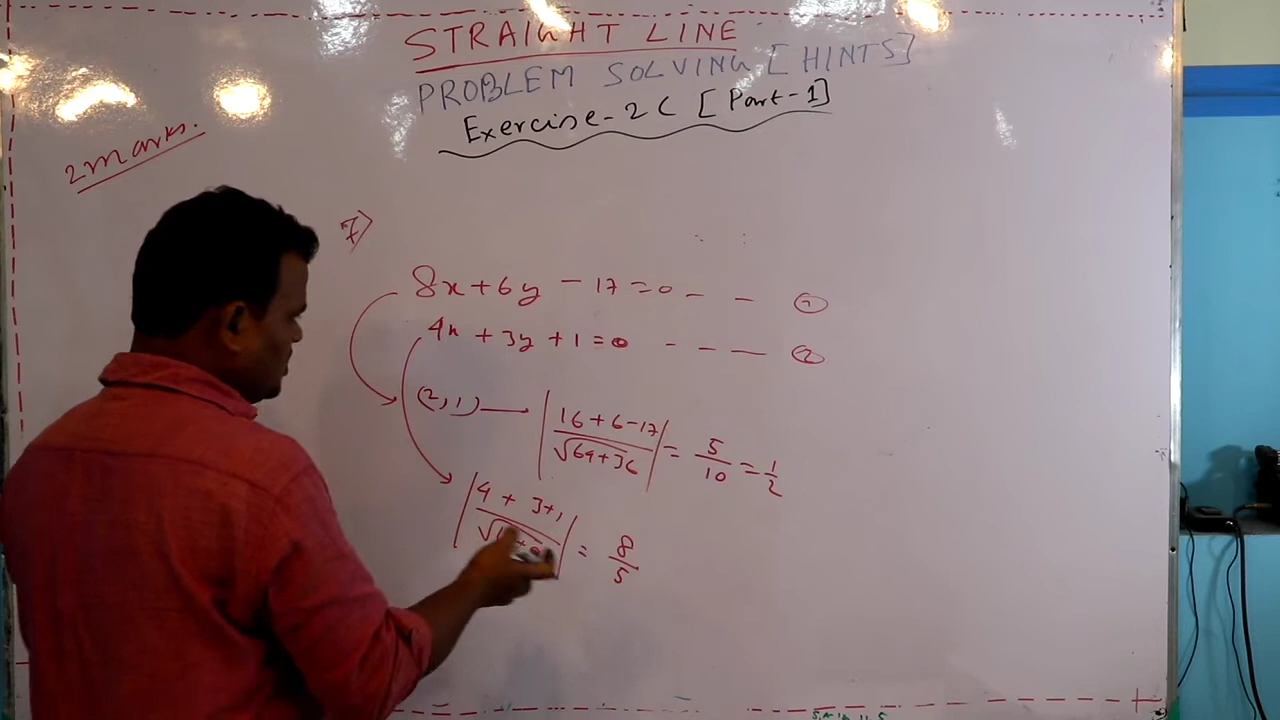 STRAIGHT LINE
PROBLEM SOLVING [HINTS]
Exercise-2C [Part-1]
2marks.
7>
8x+6y-17=0 - - ①
4x+3y+1=0 - - - ②
(2,1) — |16+6-17/√64+36| = 5/10 = 1/2
|4+3+1/√ | = 8/5